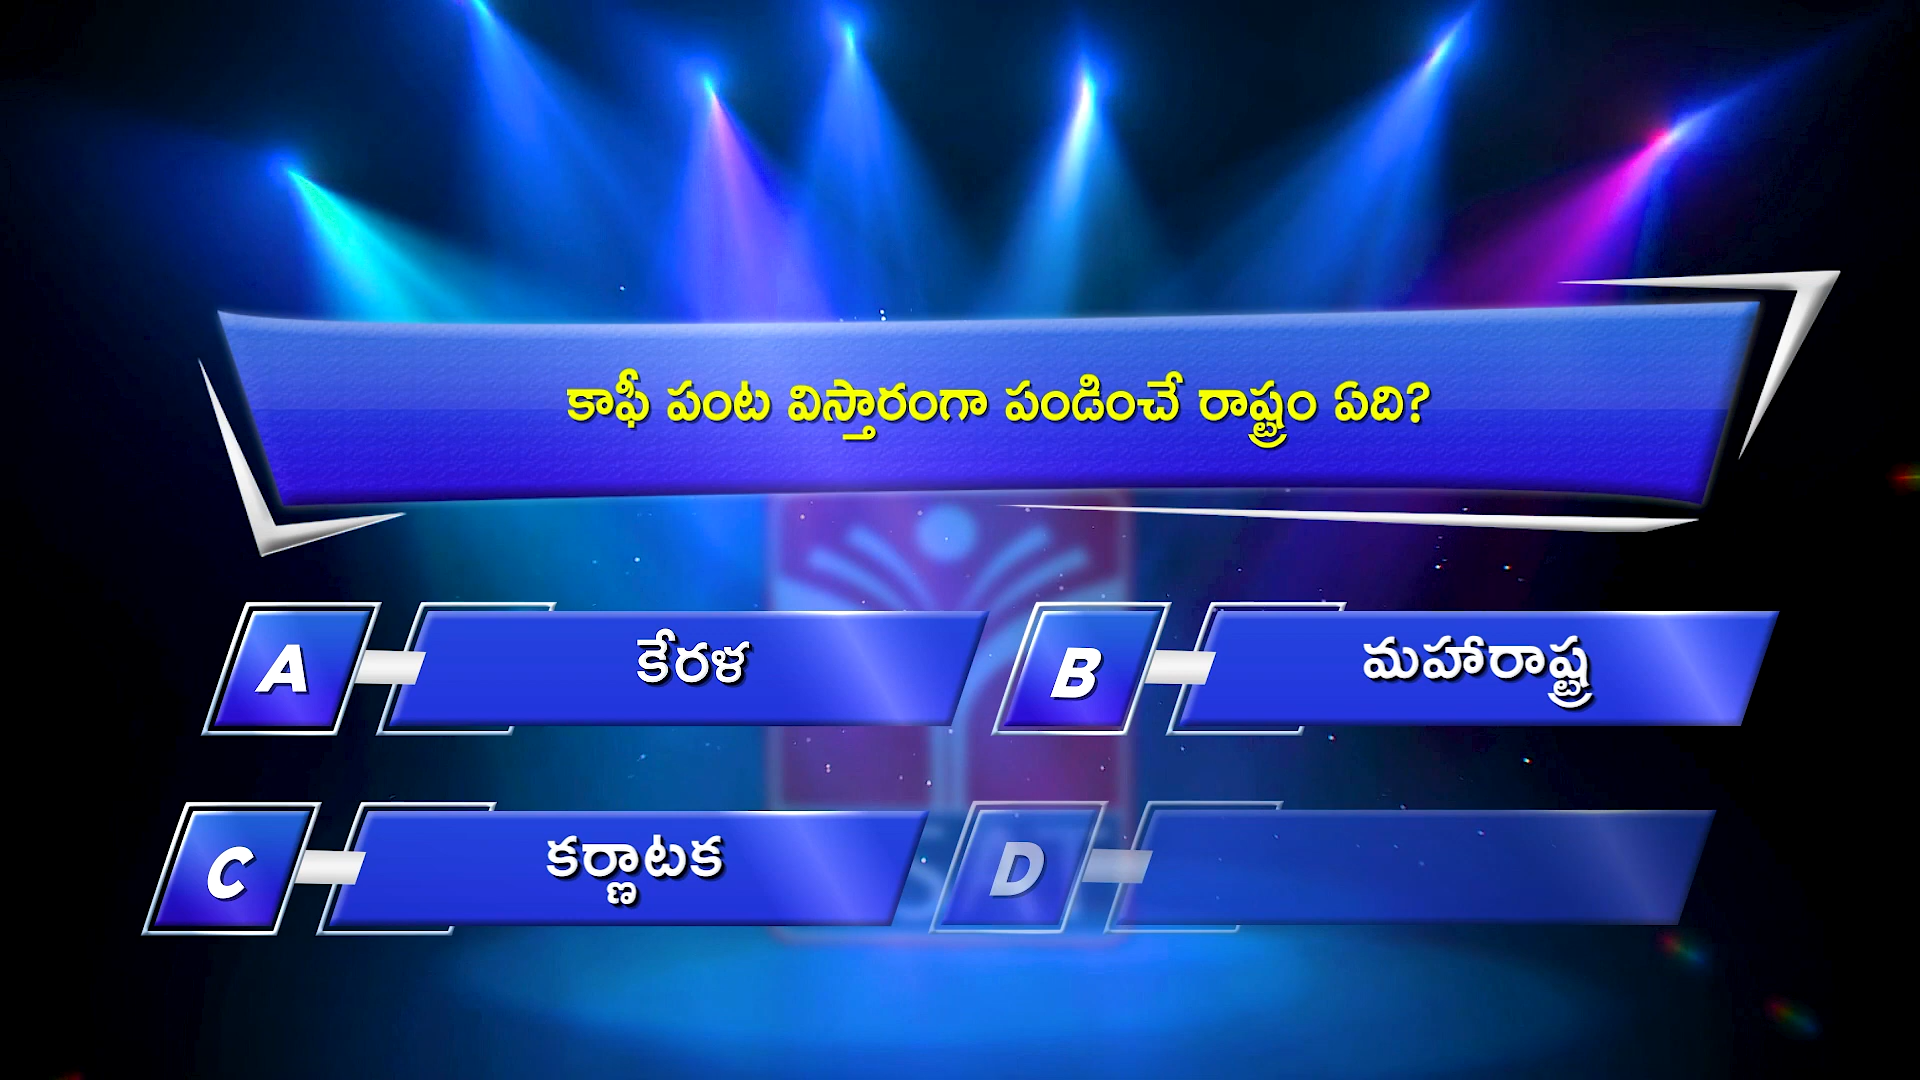 కాఫీ పంట విస్తారంగా పండించే రాష్ట్రం ఏది?
A కేరళ
B మహారాష్ట్ర
C కర్ణాటక
D